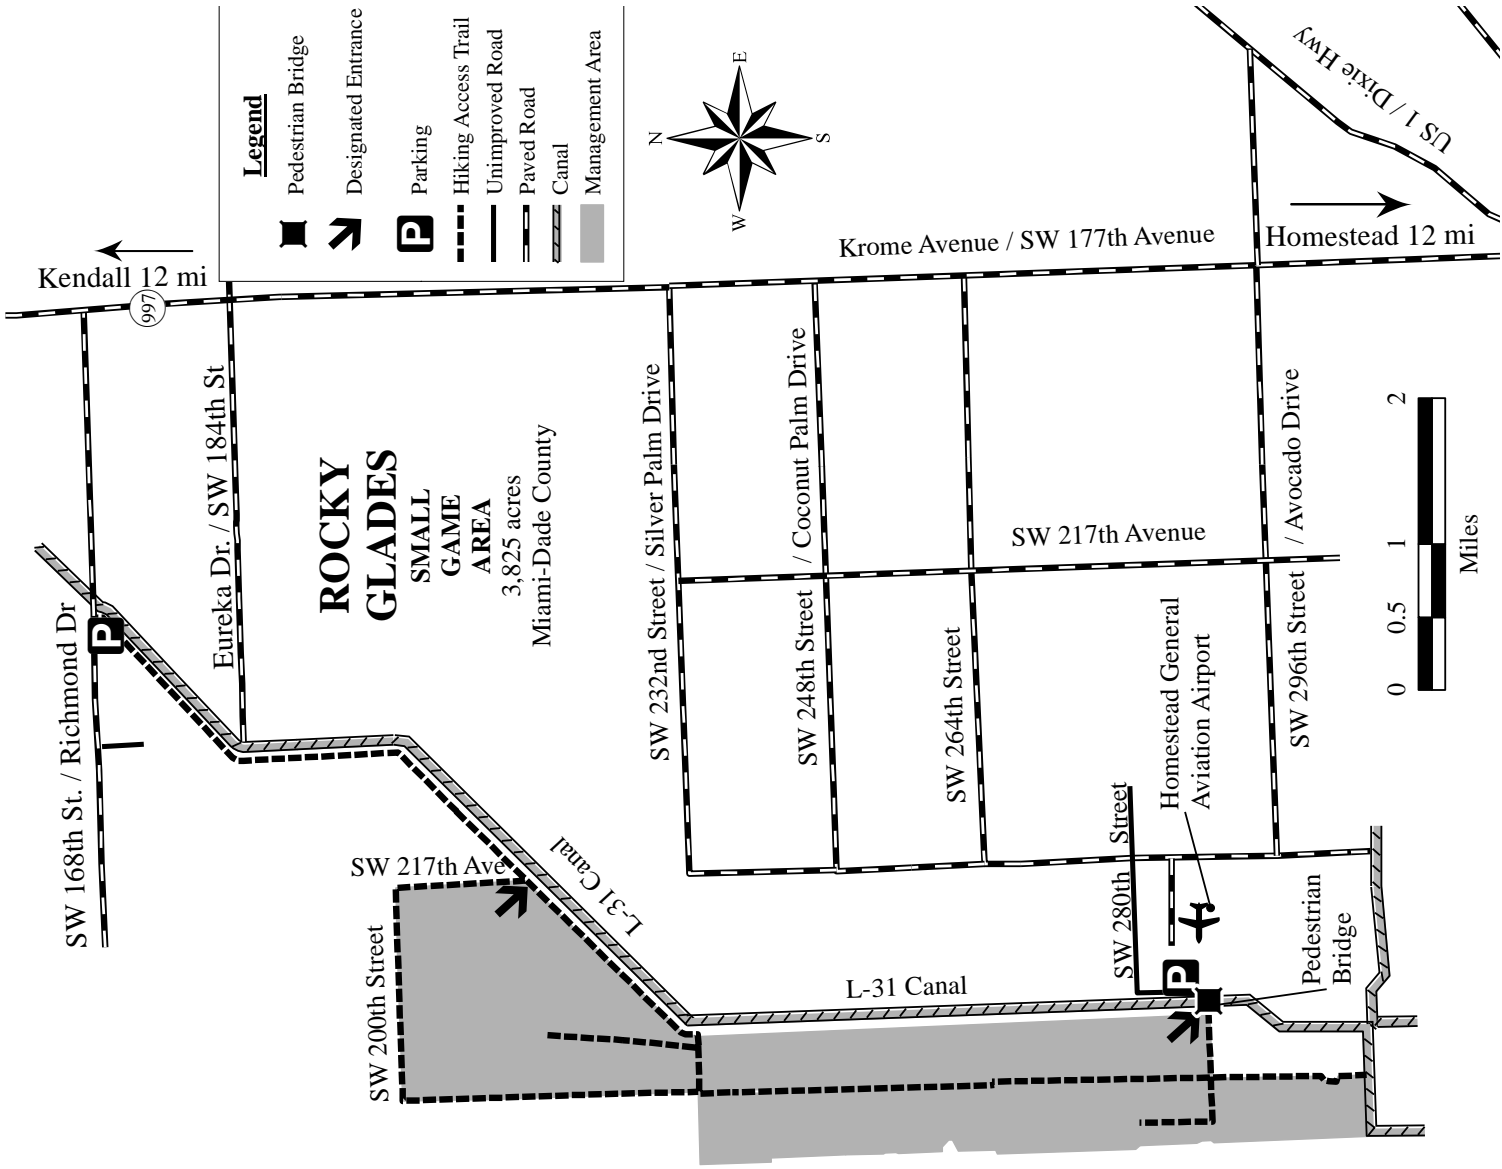 Legend
Pedestrian Bridge
Designated Entrance
P Parking
Hiking Access Trail
Unimproved Road
Paved Road
Canal
Management Area
N
E
S
W
Kendall 12 mi
997
Krome Avenue / SW 177th Avenue
Homestead 12 mi
US 1 / Dixie Hwy
SW 168th St. / Richmond Dr
P
Eureka Dr. / SW 184th St
ROCKY
GLADES
SMALL
GAME
AREA
3,825 acres
Miami-Dade County
SW 232nd Street / Silver Palm Drive
SW 248th Street / Coconut Palm Drive
SW 264th Street
SW 217th Avenue
SW 296th Street / Avocado Drive
0 0.5 1 2
Miles
SW 217th Ave
L-31 Canal
SW 200th Street
L-31 Canal
SW 280th Street
Homestead General
Aviation Airport
P
Pedestrian
Bridge